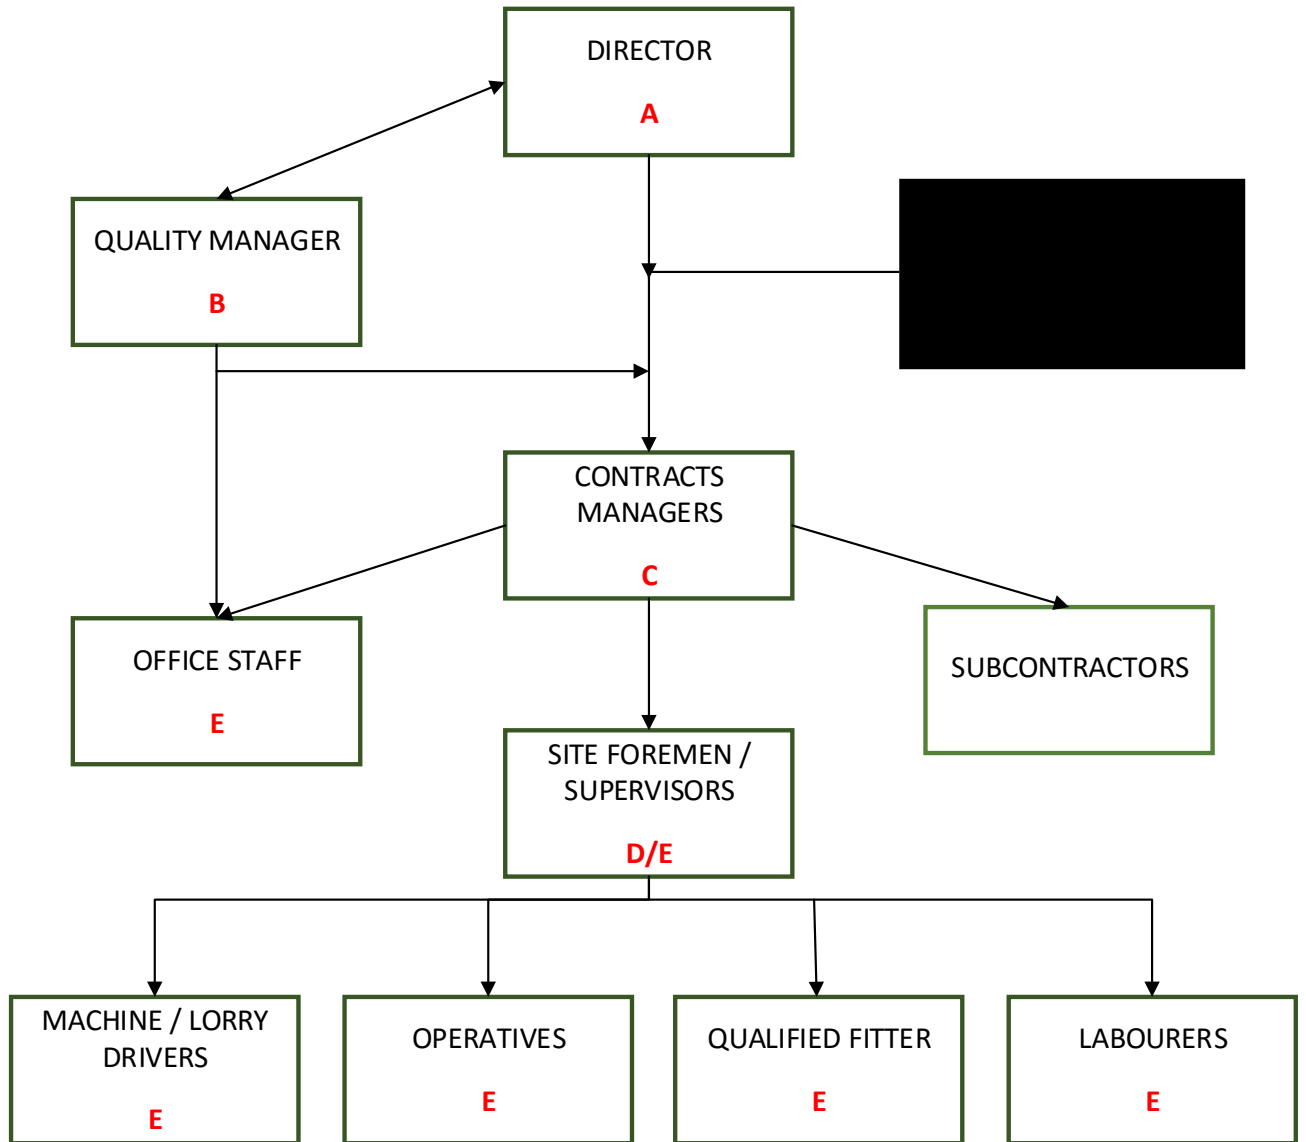 DIRECTOR
A
QUALITY MANAGER
B
CONTRACTS
MANAGERS
C
OFFICE STAFF
E
SUBCONTRACTORS
SITE FOREMEN /
SUPERVISORS
D/E
MACHINE / LORRY
DRIVERS
E
OPERATIVES
E
QUALIFIED FITTER
E
LABOURERS
E